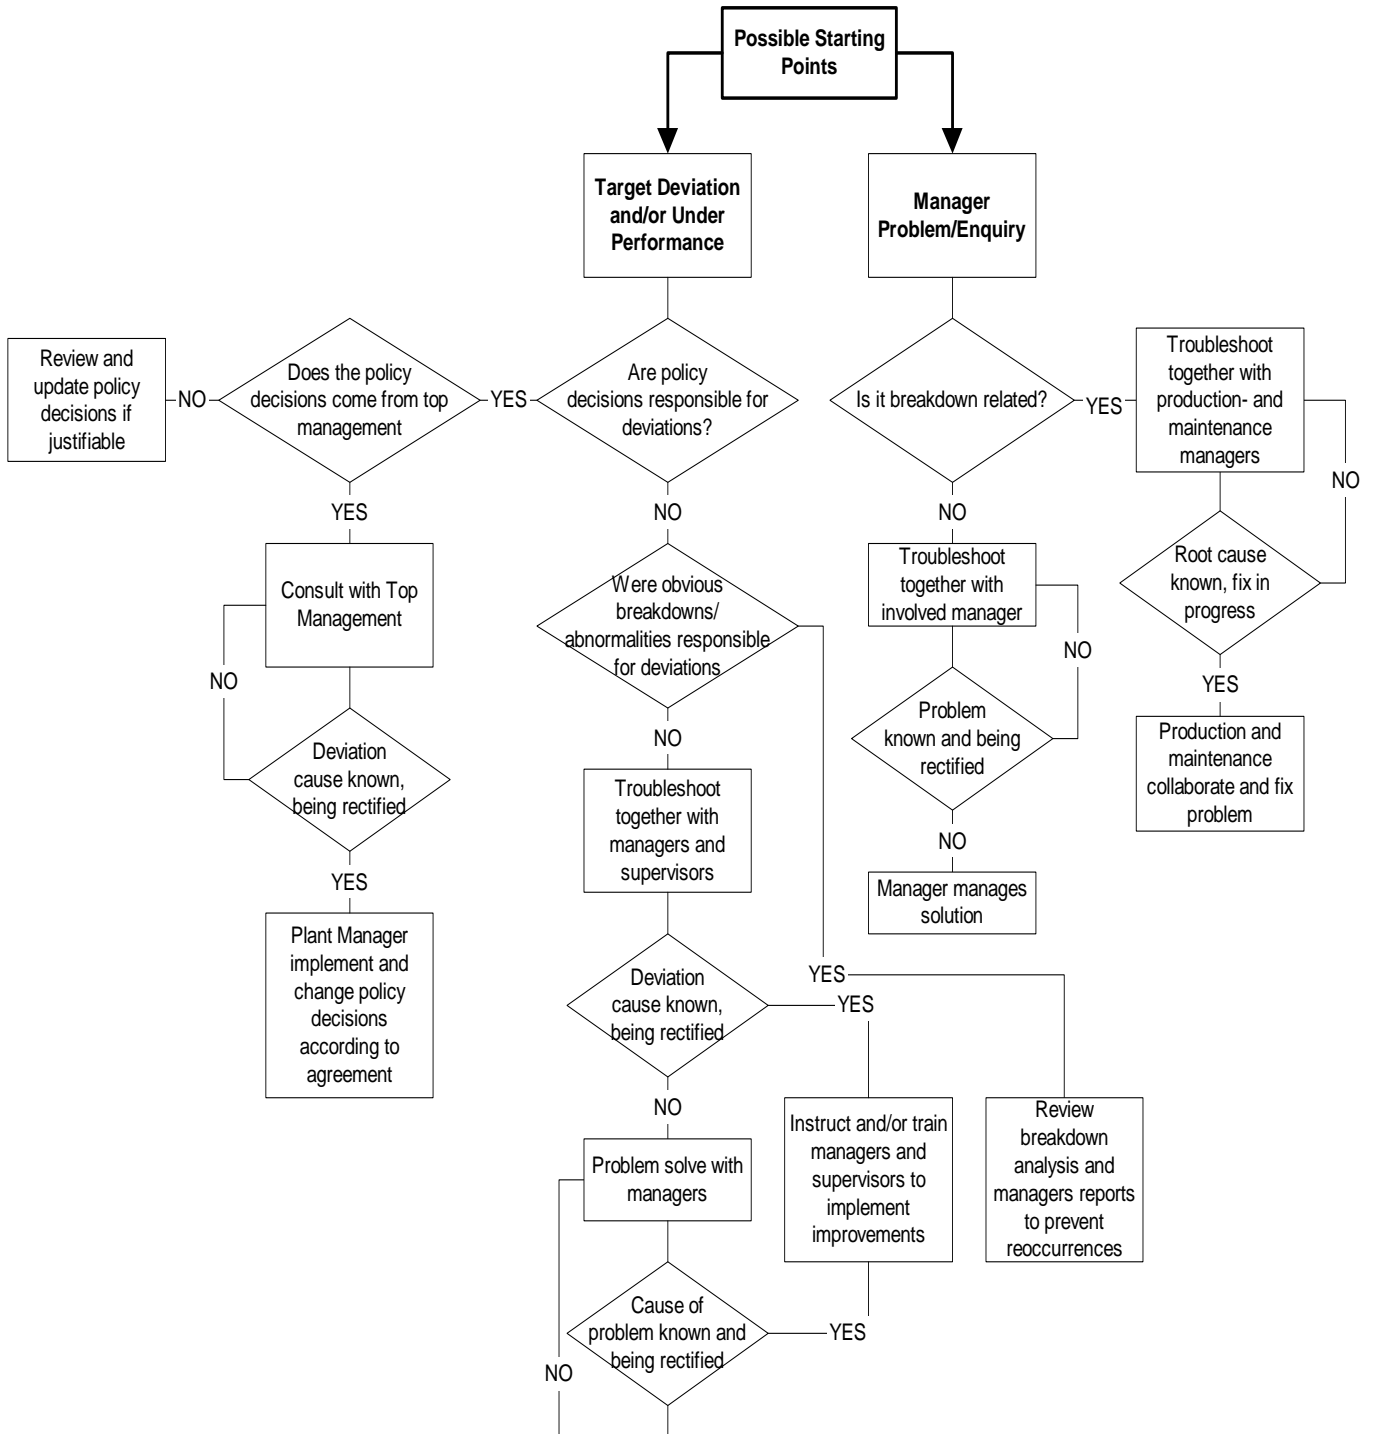 Possible Starting
Points
Target Deviation
and/or Under
Performance
Manager
Problem/Enquiry
Review and
update policy
decisions if
justifiable
NO
Does the policy
decisions come from top
management
YES
Are policy
decisions responsible for
deviations?
Is it breakdown related?
YES
Troubleshoot
together with
production- and
maintenance
managers
NO
YES
NO
NO
Consult with Top
Management
NO
Were obvious
breakdowns/
abnormalities responsible
for deviations
Troubleshoot
together with
involved manager
NO
Root cause
known, fix in
progress
YES
Deviation
cause known,
being rectified
NO
Problem
known and being
rectified
Production and
maintenance
collaborate and fix
problem
Troubleshoot
together with
managers and
supervisors
NO
YES
Manager manages
solution
Plant Manager
implement and
change policy
decisions
according to
agreement
Deviation
cause known,
being rectified
YES
YES
NO
Instruct and/or train
managers and
supervisors to
implement
improvements
Review
breakdown
analysis and
managers reports
to prevent
reoccurrences
Problem solve with
managers
Cause of
problem known and
being rectified
YES
NO